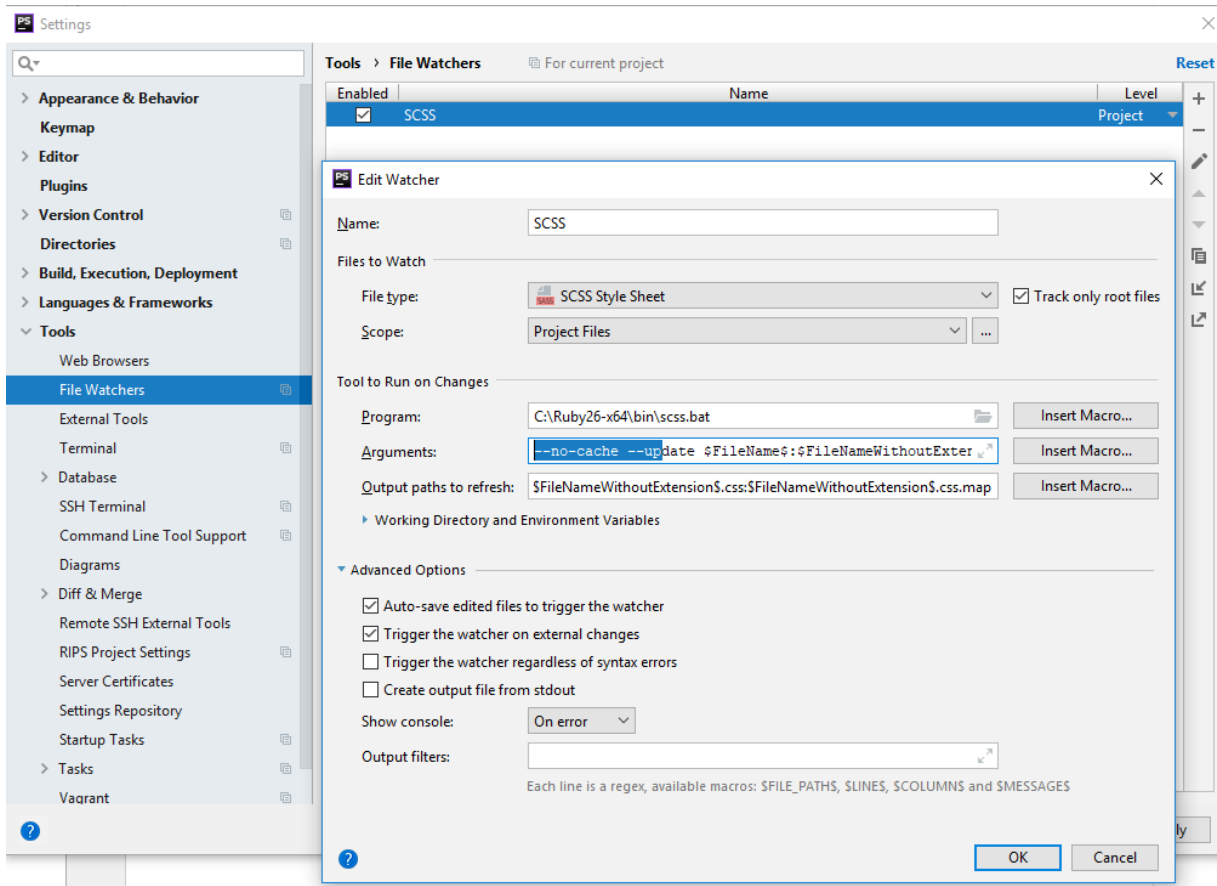 PS Settings
Tools > File Watchers For current project Reset
Appearance & Behavior
Keymap
Editor
Plugins
Version Control
Directories
Build, Execution, Deployment
Languages & Frameworks
Tools
Web Browsers
File Watchers
External Tools
Terminal
Database
SSH Terminal
Command Line Tool Support
Diagrams
Diff & Merge
Remote SSH External Tools
RIPS Project Settings
Server Certificates
Settings Repository
Startup Tasks
Tasks
Vagrant
Enabled Name Level
SCSS Project
PS Edit Watcher
Name: SCSS
Files to Watch
File type: SASS SCSS Style Sheet Track only root files
Scope: Project Files ...
Tool to Run on Changes
Program: C:\Ruby26-x64\bin\scss.bat Insert Macro...
Arguments: --no-cache --update $FileName$:$FileNameWithoutExter Insert Macro...
Output paths to refresh: $FileNameWithoutExtension$.css:$FileNameWithoutExtension$.css.map Insert Macro...
Working Directory and Environment Variables
Advanced Options
Auto-save edited files to trigger the watcher
Trigger the watcher on external changes
Trigger the watcher regardless of syntax errors
Create output file from stdout
Show console: On error
Output filters:
Each line is a regex, available macros: $FILE_PATH$, $LINE$, $COLUMN$ and $MESSAGE$
? OK Cancel
? ly